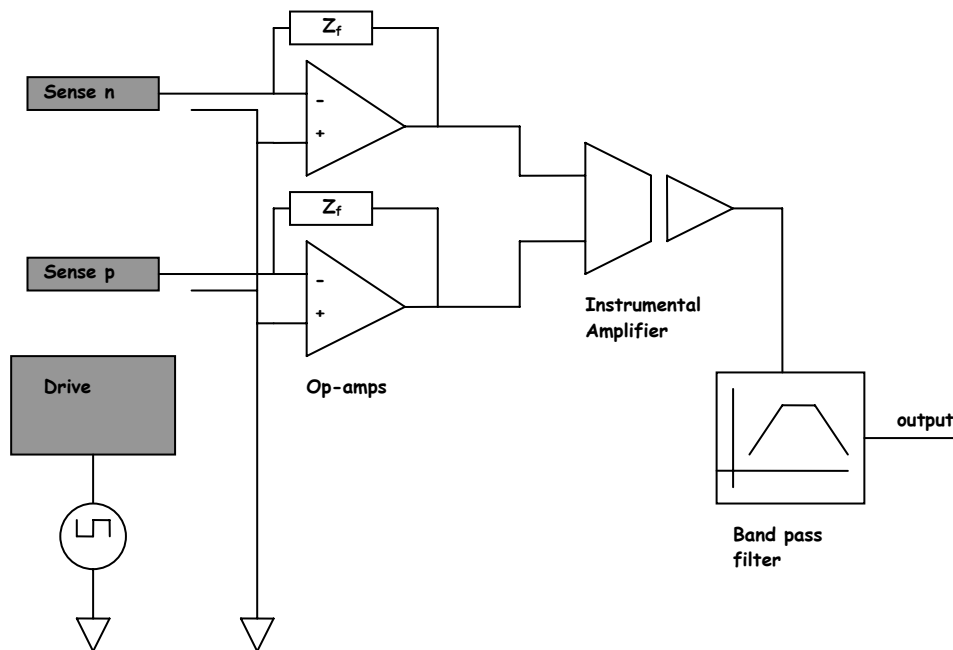 Zf
Sense n
-
+
Zf
Sense p
-
+
Instrumental
Amplifier
Drive
Op-amps
output
Band pass
filter